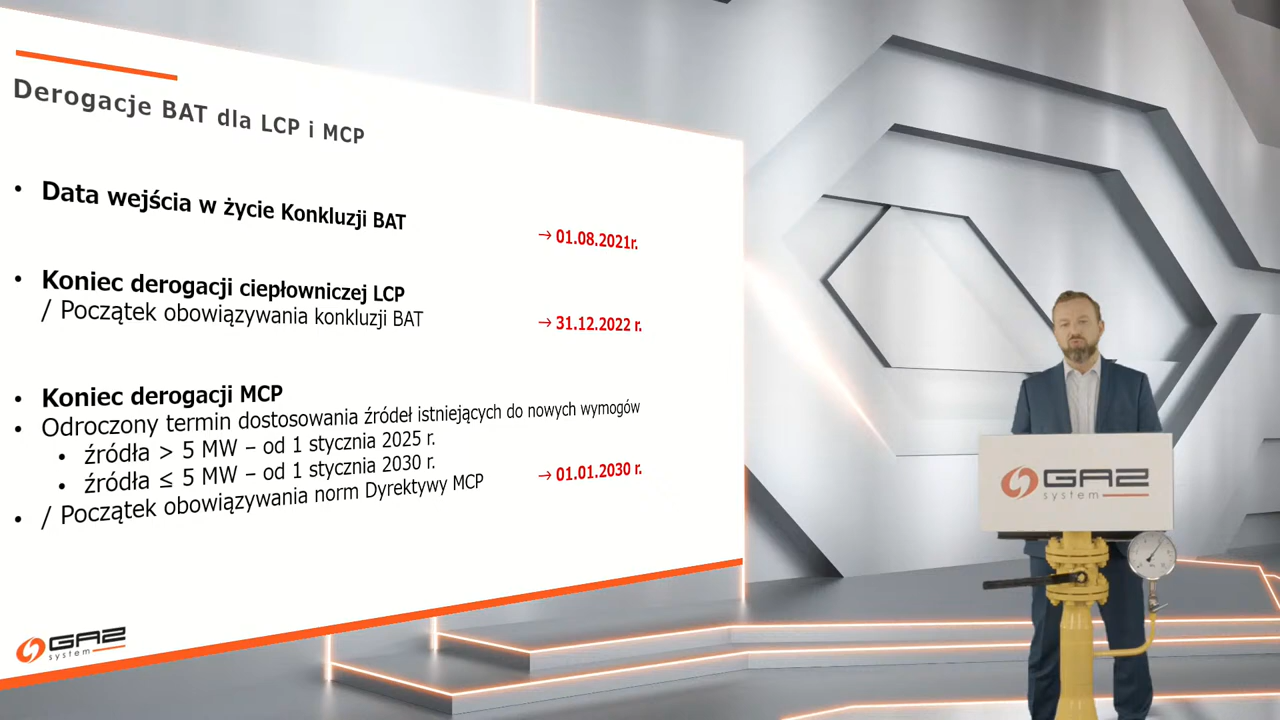 Derogacje BAT dla LCP i MCP
• Data wejścia w życie Konkluzji BAT
→ 01.08.2021r.
• Koniec derogacji ciepłowniczej LCP
/ Początek obowiązywania konkluzji BAT
→ 31.12.2022 r.
• Koniec derogacji MCP
• Odroczony termin dostosowania źródeł istniejących do nowych wymogów
• źródła > 5 MW – od 1 stycznia 2025 r.
• źródła ≤ 5 MW – od 1 stycznia 2030 r.
→ 01.01.2030 r.
• / Początek obowiązywania norm Dyrektywy MCP
GAZ
system
GAZ
system